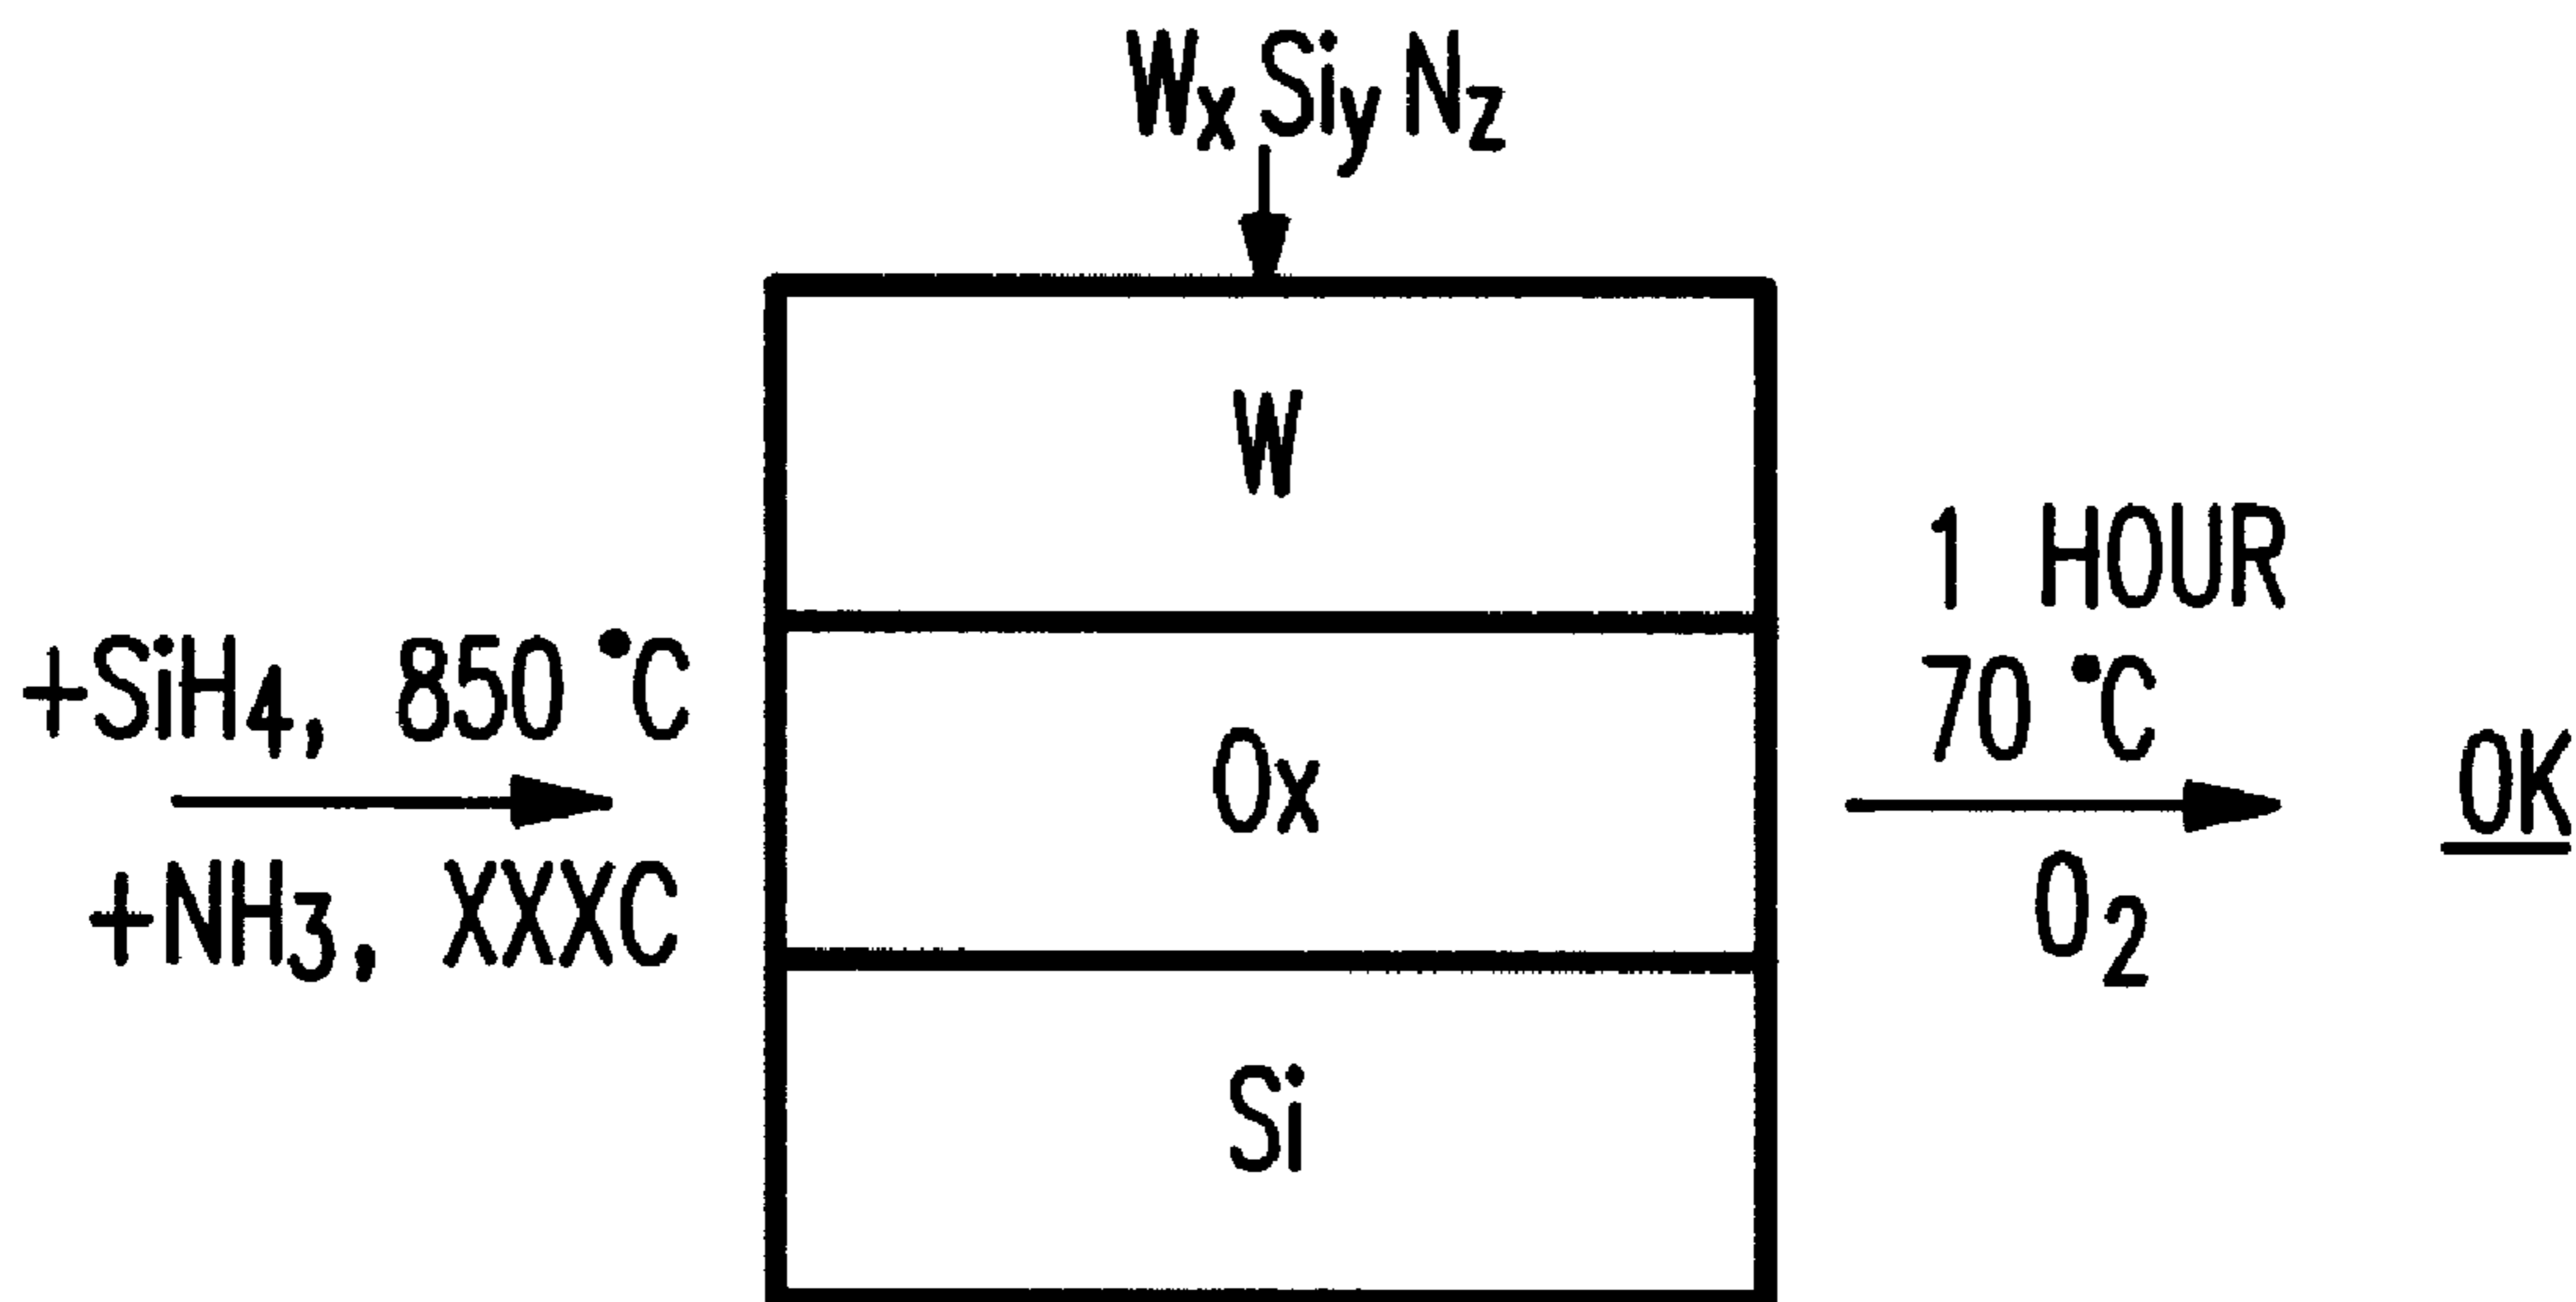 WxSiyNz
W
1 HOUR
+SiH4, 850 °C
70 °C
Ox
OK
+NH3, XXXC
O2
Si